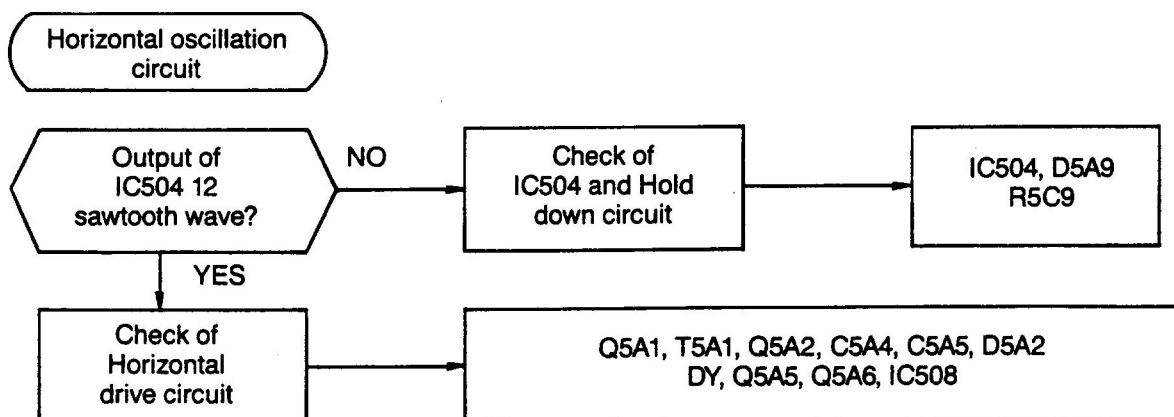 Horizontal oscillation
circuit
Output of
IC504 12
sawtooth wave?
NO
Check of
IC504 and Hold
down circuit
IC504, D5A9
R5C9
YES
Check of
Horizontal
drive circuit
Q5A1, T5A1, Q5A2, C5A4, C5A5, D5A2
DY, Q5A5, Q5A6, IC508